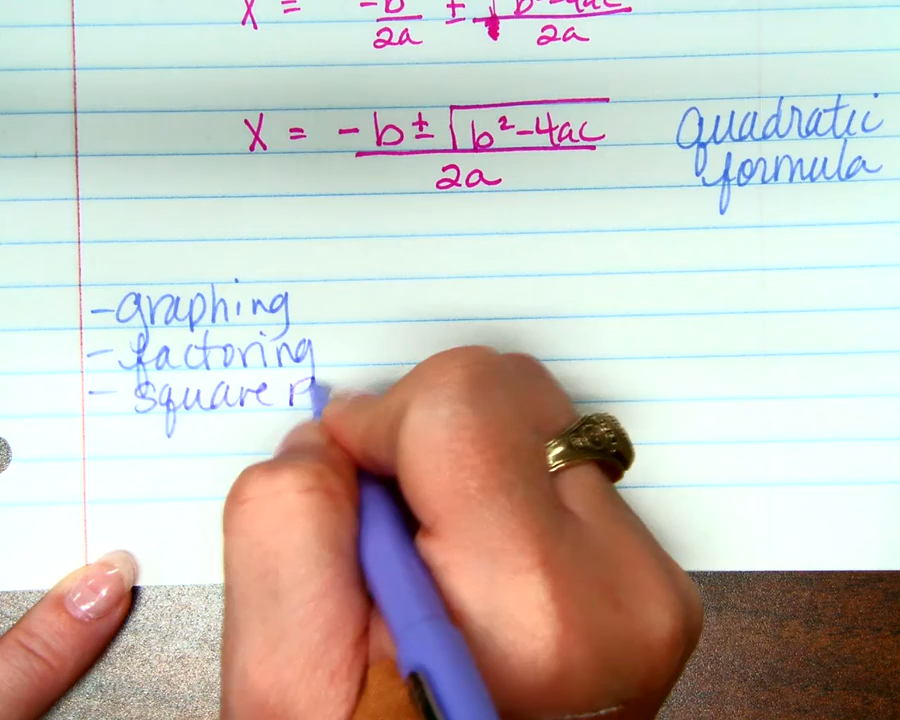 x = -b/2a ± √b²-4ac/2a
x = -b ± √b²-4ac/2a
quadratic
formula
-graphing
- factoring
- square r